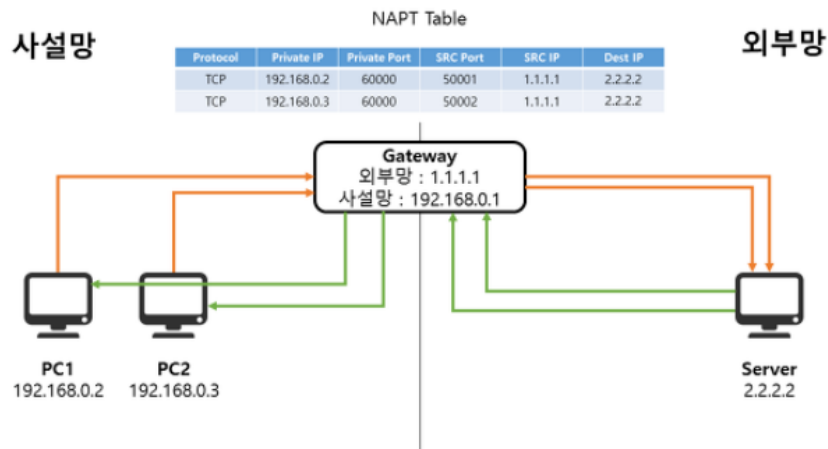 NAPT Table
사설망
외부망
Protocol Private IP Private Port SRC Port SRC IP Dest IP
TCP 192.168.0.2 60000 50001 1.1.1.1 2.2.2.2
TCP 192.168.0.3 60000 50002 1.1.1.1 2.2.2.2
Gateway
외부망 : 1.1.1.1
사설망 : 192.168.0.1
PC1
192.168.0.2
PC2
192.168.0.3
Server
2.2.2.2